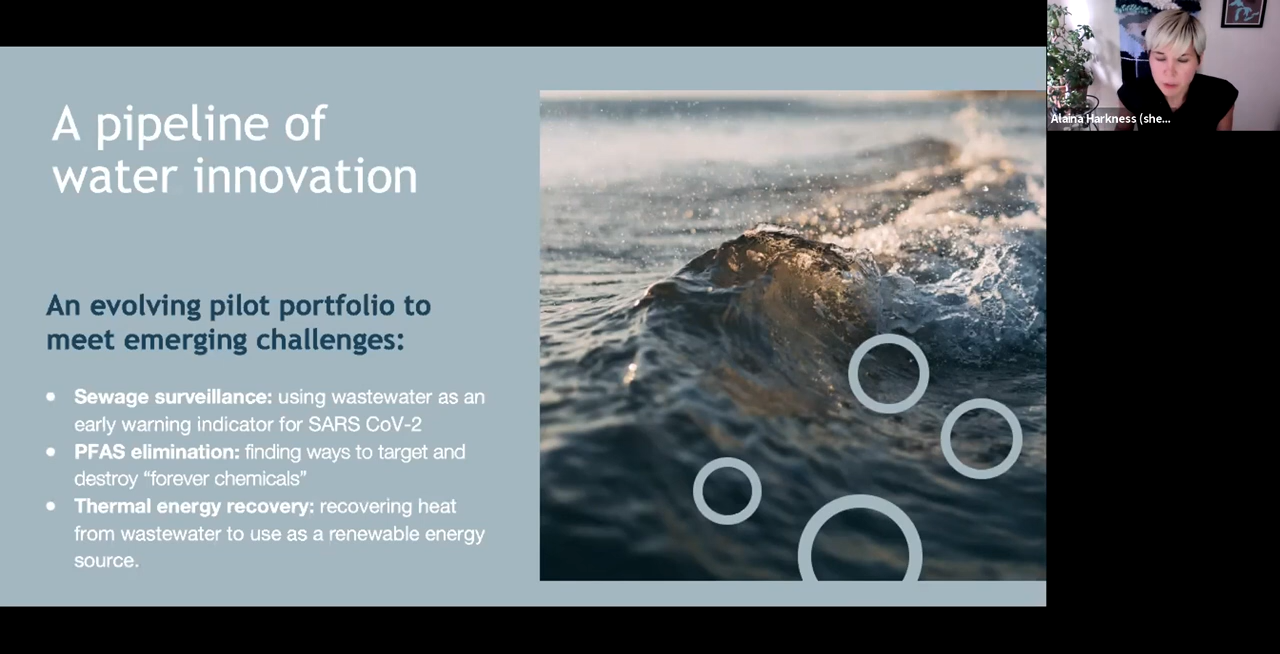 A pipeline of
water innovation
An evolving pilot portfolio to
meet emerging challenges:
• Sewage surveillance: using wastewater as an
early warning indicator for SARS CoV-2
• PFAS elimination: finding ways to target and
destroy “forever chemicals”
• Thermal energy recovery: recovering heat
from wastewater to use as a renewable energy
source.
Alaina Harkness (she...